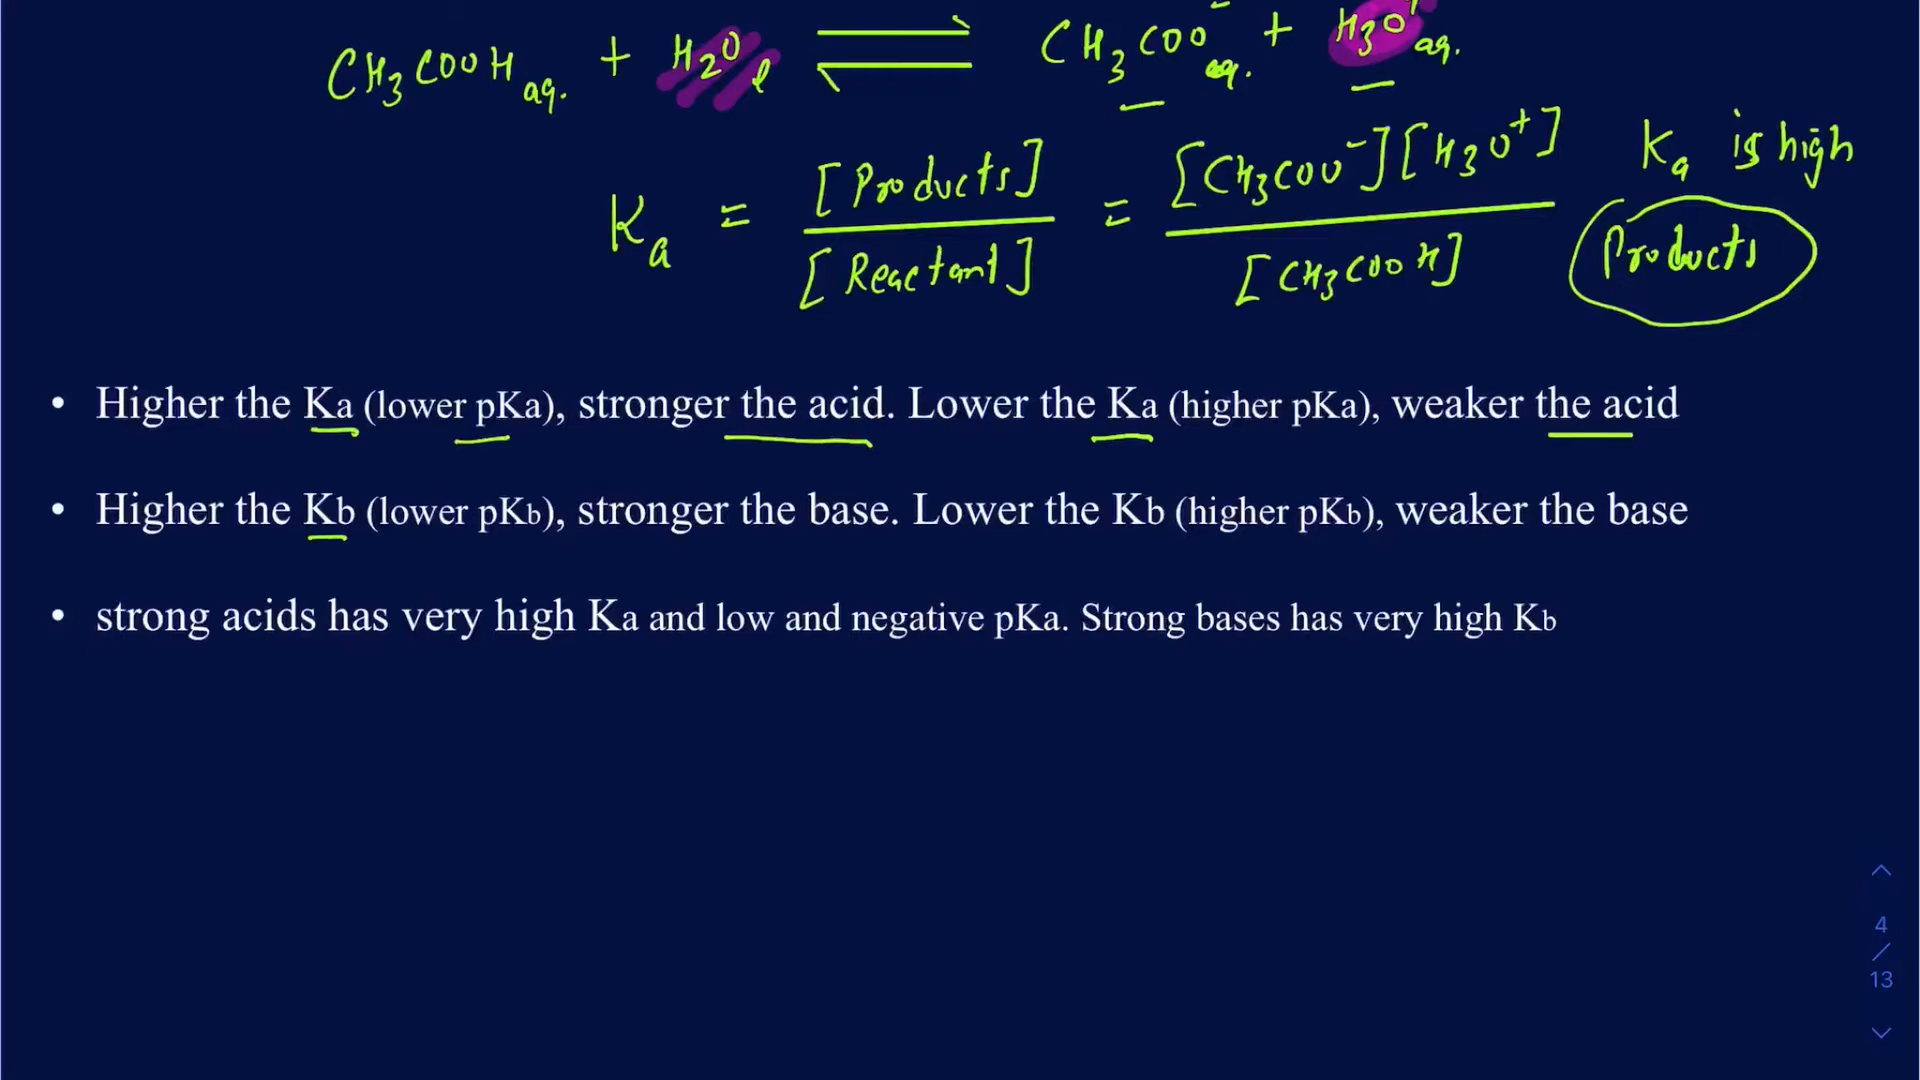 CH3COOH aq. + H2O l ⇌ CH3COO⁻ aq. + H3O⁺ aq.
Ka = [Products] / [Reactant] = [CH3COO⁻][H3O⁺] / [CH3COOH]
Ka is high
Products
• Higher the Ka (lower pKa), stronger the acid. Lower the Ka (higher pKa), weaker the acid
• Higher the Kb (lower pKb), stronger the base. Lower the Kb (higher pKb), weaker the base
• strong acids has very high Ka and low and negative pKa. Strong bases has very high Kb
4
/
13